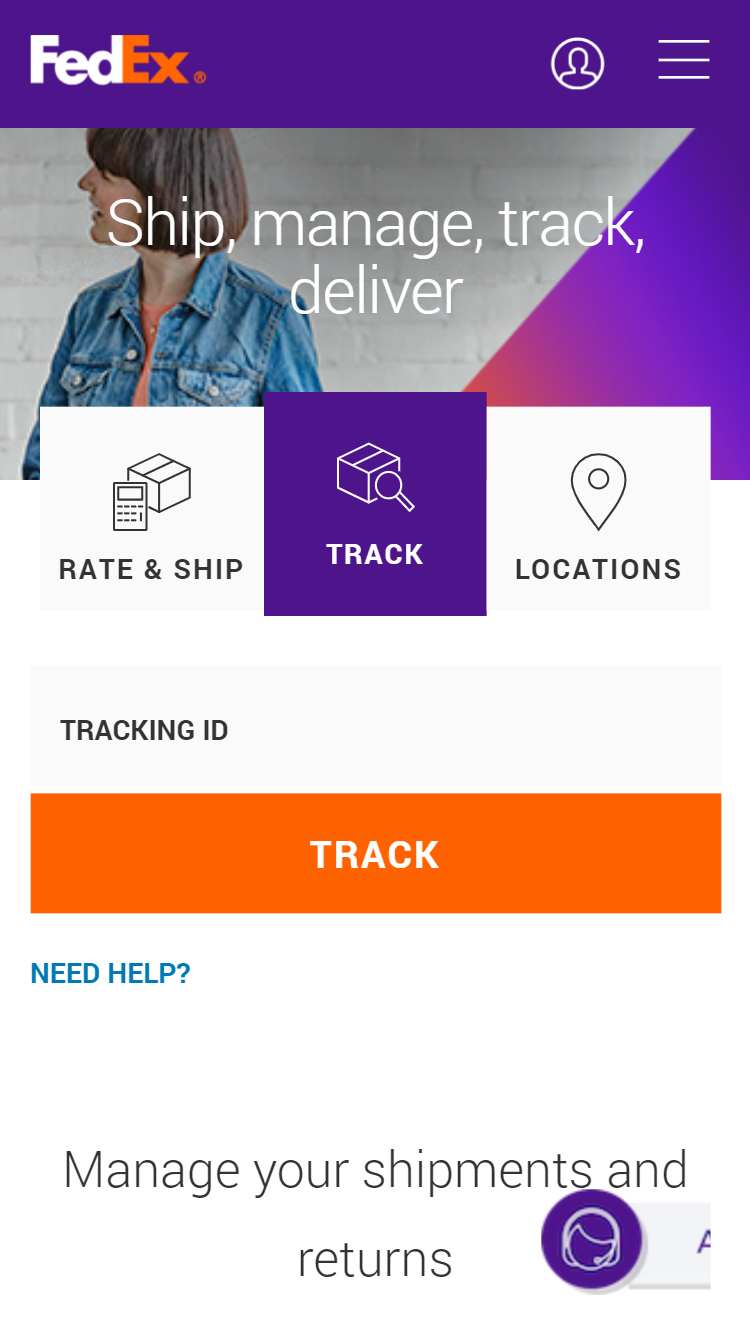 FedEx®
Ship, manage, track,
deliver
RATE & SHIP
TRACK
LOCATIONS
TRACKING ID
TRACK
NEED HELP?
Manage your shipments and
returns